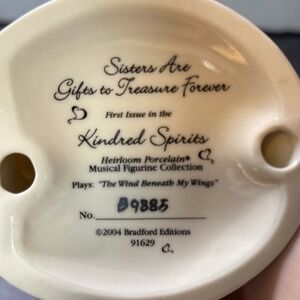 Sisters Are
Gifts to Treasure Forever
First Issue in the
Kindred Spirits
Heirloom Porcelain®
Musical Figurine Collection
Plays: "The Wind Beneath My Wings"
No. B9885
©2004 Bradford Editions
91629